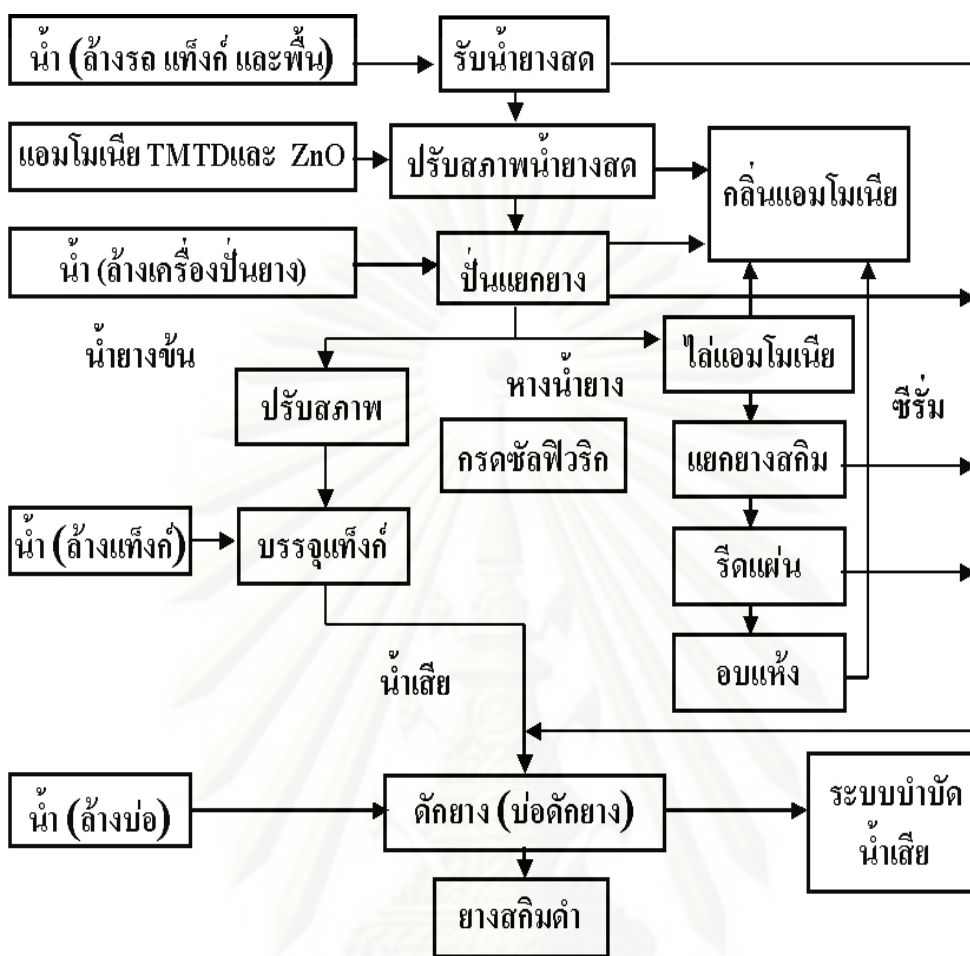 น้ำ (ล้างรถ แท็งก์ และพื้น)
รับน้ำยางสด
แอมโมเนีย TMTDและ ZnO
ปรับสภาพน้ำยางสด
กลิ่นแอมโมเนีย
น้ำ (ล้างเครื่องปั่นยาง)
ปั่นแยกยาง
น้ำยางข้น
หางน้ำยาง
ไล่แอมโมเนีย
ซีรั่ม
ปรับสภาพ
กรดซัลฟิวริก
แยกยางสกิม
น้ำ (ล้างแท็งก์)
บรรจุแท็งก์
รีดแผ่น
อบแห้ง
น้ำเสีย
น้ำ (ล้างบ่อ)
ดักยาง (บ่อดักยาง)
ระบบบำบัด
น้ำเสีย
ยางสกิมดำ